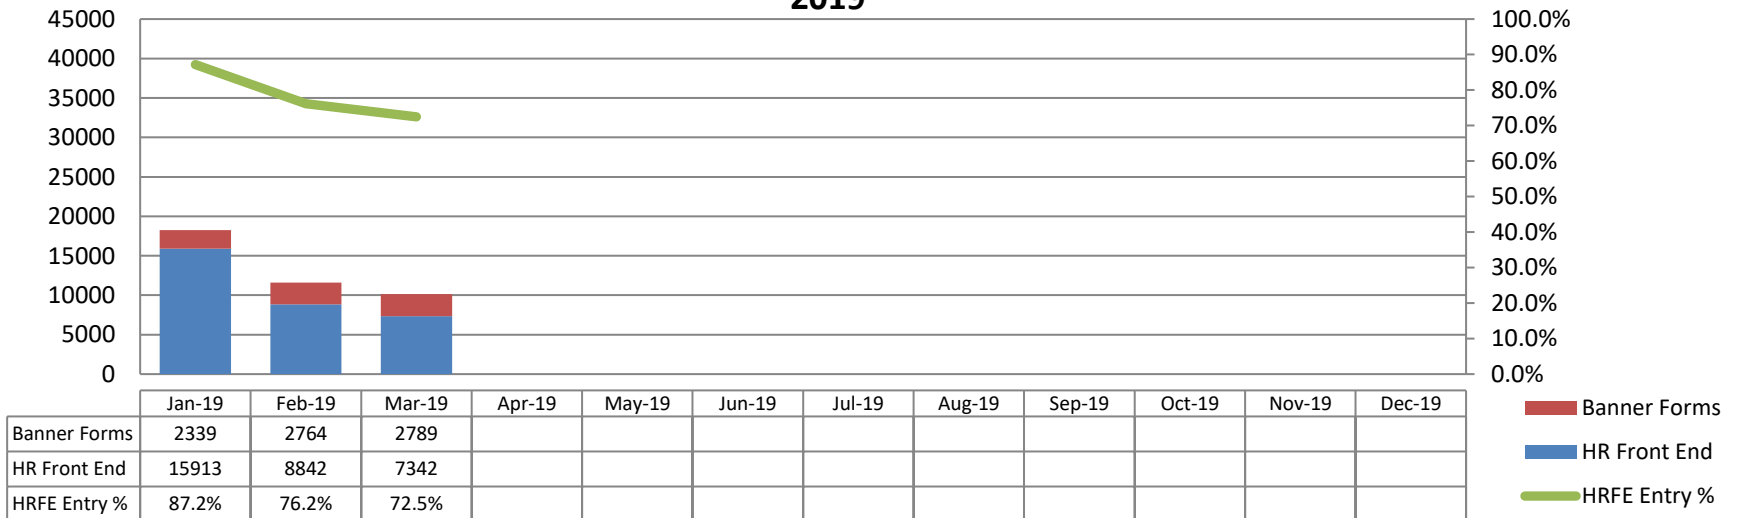 2019
45000 100.0%
40000 90.0%
35000 80.0%
30000 70.0%
25000 60.0%
20000 50.0%
15000 40.0%
10000 30.0%
5000 20.0%
0 10.0%
0.0%
Jan-19 Feb-19 Mar-19 Apr-19 May-19 Jun-19 Jul-19 Aug-19 Sep-19 Oct-19 Nov-19 Dec-19
Banner Forms 2339 2764 2789
HR Front End 15913 8842 7342
HRFE Entry % 87.2% 76.2% 72.5%
Banner Forms
HR Front End
HRFE Entry %